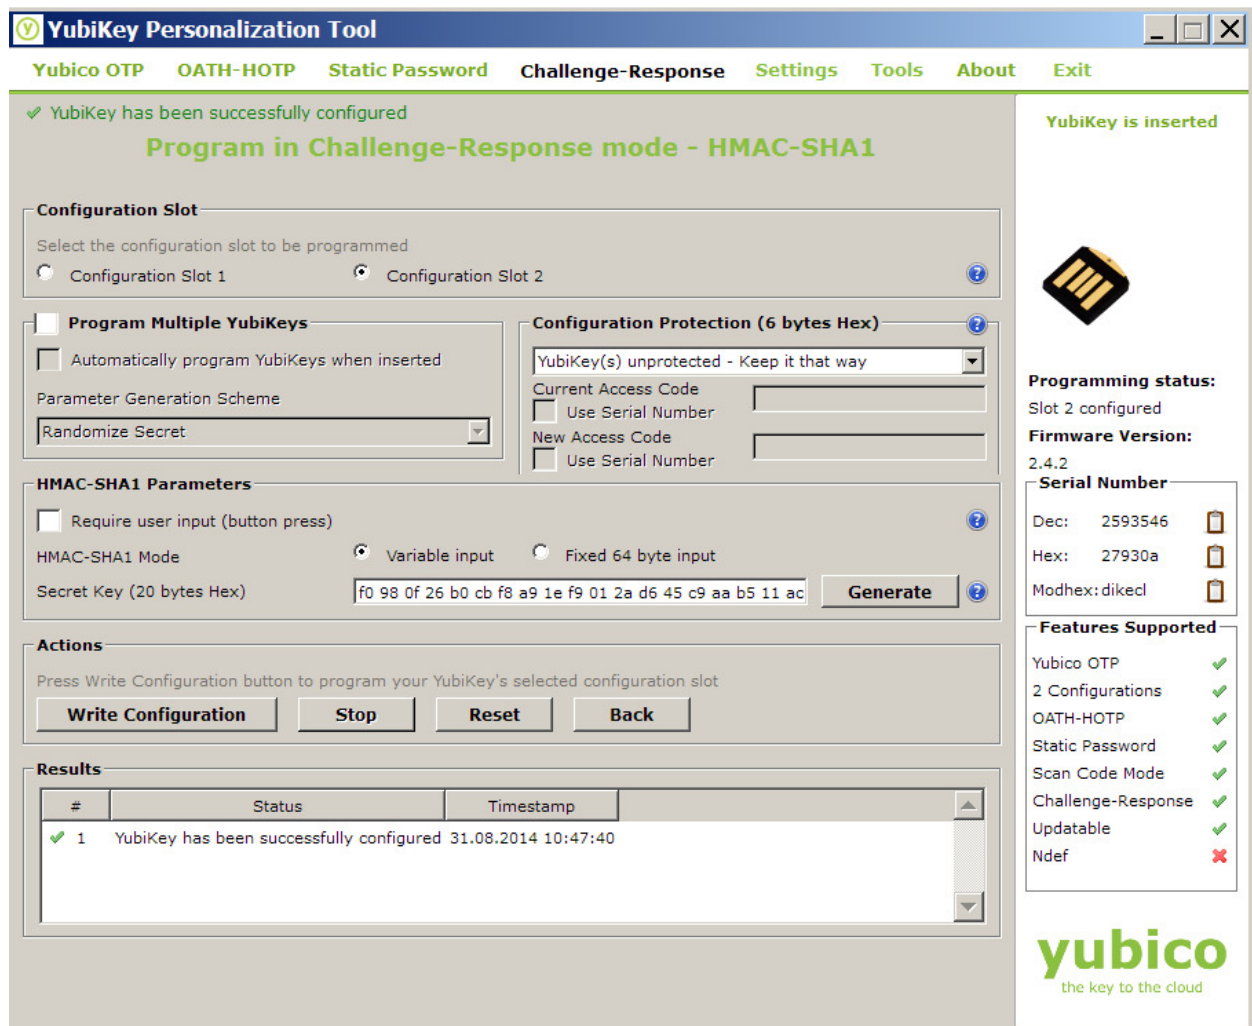 YubiKey Personalization Tool
Yubico OTP OATH-HOTP Static Password Challenge-Response Settings Tools About Exit
YubiKey has been successfully configured
Program in Challenge-Response mode - HMAC-SHA1
Configuration Slot
Select the configuration slot to be programmed
Configuration Slot 1 Configuration Slot 2
Program Multiple YubiKeys
Automatically program YubiKeys when inserted
Parameter Generation Scheme
Randomize Secret
Configuration Protection (6 bytes Hex)
YubiKey(s) unprotected - Keep it that way
Current Access Code
Use Serial Number
New Access Code
Use Serial Number
HMAC-SHA1 Parameters
Require user input (button press)
HMAC-SHA1 Mode Variable input Fixed 64 byte input
Secret Key (20 bytes Hex) f0 98 0f 26 b0 cb f8 a9 1e f9 01 2a d6 45 c9 aa b5 11 ac Generate
Actions
Press Write Configuration button to program your YubiKey's selected configuration slot
Write Configuration Stop Reset Back
Results
# Status Timestamp
1 YubiKey has been successfully configured 31.08.2014 10:47:40
YubiKey is inserted
Programming status:
Slot 2 configured
Firmware Version:
2.4.2
Serial Number
Dec: 2593546
Hex: 27930a
Modhex: dikecl
Features Supported
Yubico OTP
2 Configurations
OATH-HOTP
Static Password
Scan Code Mode
Challenge-Response
Updatable
Ndef
yubico
the key to the cloud